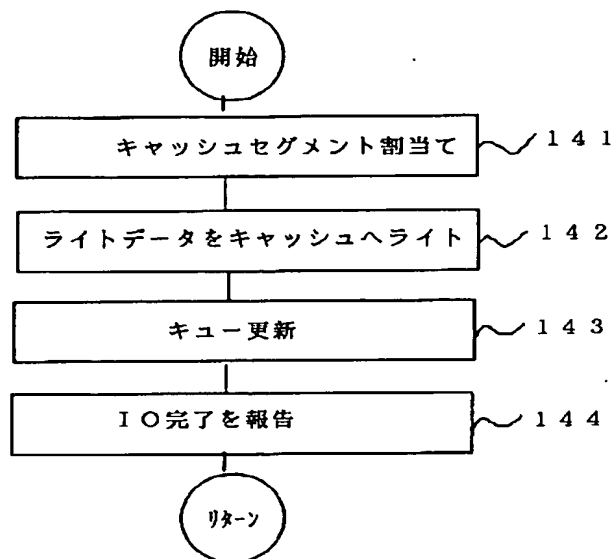 開始
キャッシュセグメント割当て 141
ライトデータをキャッシュへライト 142
キュー更新 143
IO完了を報告 144
リターン